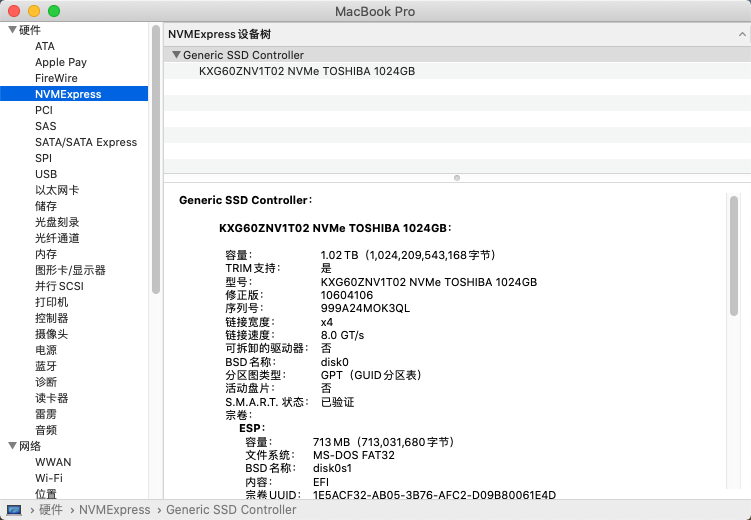 MacBook Pro
硬件
ATA
Apple Pay
FireWire
NVMExpress
PCI
SAS
SATA/SATA Express
SPI
USB
以太网卡
储存
光盘刻录
光纤通道
内存
图形卡/显示器
并行 SCSI
打印机
控制器
摄像头
电源
蓝牙
诊断
读卡器
雷雳
音频
网络
WWAN
Wi-Fi
位置
NVMExpress 设备树
Generic SSD Controller
KXG60ZNV1T02 NVMe TOSHIBA 1024GB
Generic SSD Controller：
KXG60ZNV1T02 NVMe TOSHIBA 1024GB：
容量： 1.02 TB（1,024,209,543,168 字节）
TRIM 支持： 是
型号： KXG60ZNV1T02 NVMe TOSHIBA 1024GB
修正版： 10604106
序列号： 999A24MOK3QL
链接宽度： x4
链接速度： 8.0 GT/s
可拆卸的驱动器： 否
BSD 名称： disk0
分区图类型： GPT（GUID 分区表）
活动盘片： 否
S.M.A.R.T. 状态： 已验证
宗卷：
ESP：
容量： 713 MB（713,031,680 字节）
文件系统： MS-DOS FAT32
BSD 名称： disk0s1
内容： EFI
宗卷 UUID： 1E5ACF32-AB05-3B76-AFC2-D09B80061E4D
› 硬件 › NVMExpress › Generic SSD Controller